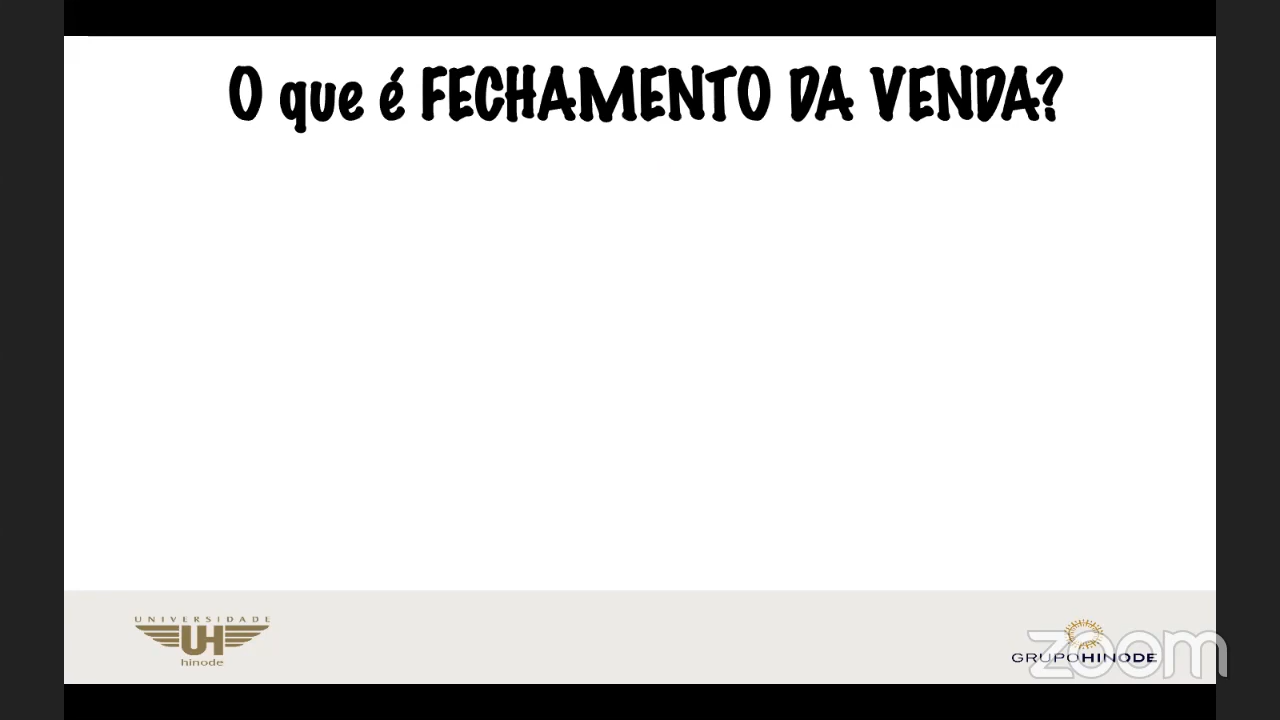 O que é FECHAMENTO DA VENDA?
UNIVERSIDADE
UH
hinode
GRUPOHINODE
zoom